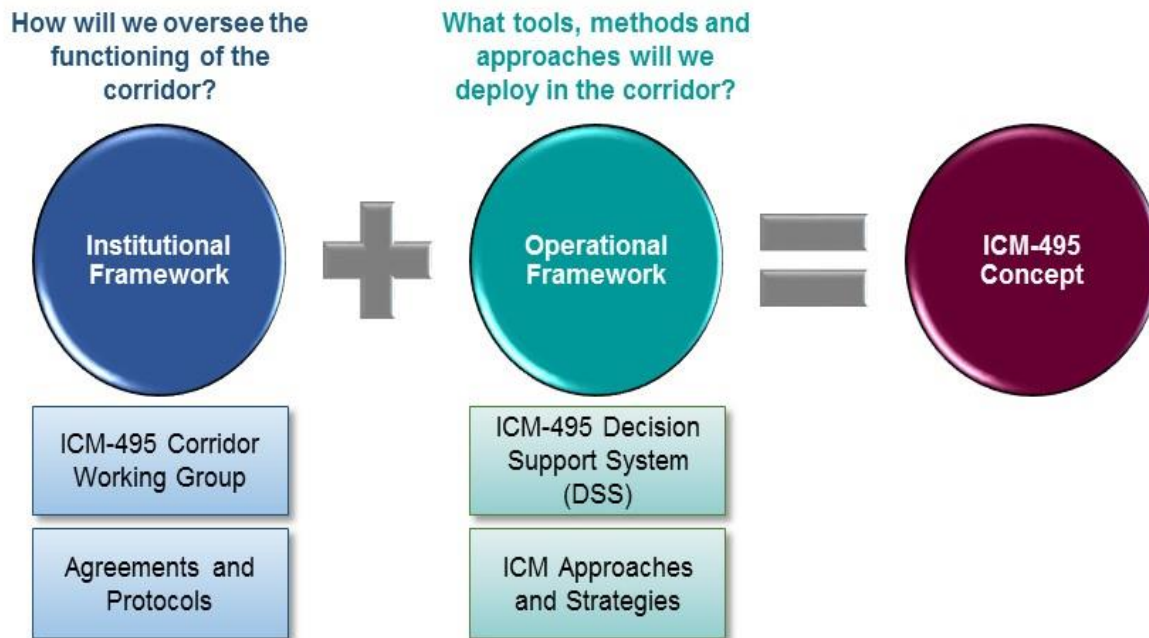 How will we oversee the
functioning of the
corridor?
What tools, methods and
approaches will we
deploy in the corridor?
Institutional
Framework
Operational
Framework
ICM-495
Concept
ICM-495 Corridor
Working Group
ICM-495 Decision
Support System
(DSS)
Agreements and
Protocols
ICM Approaches
and Strategies